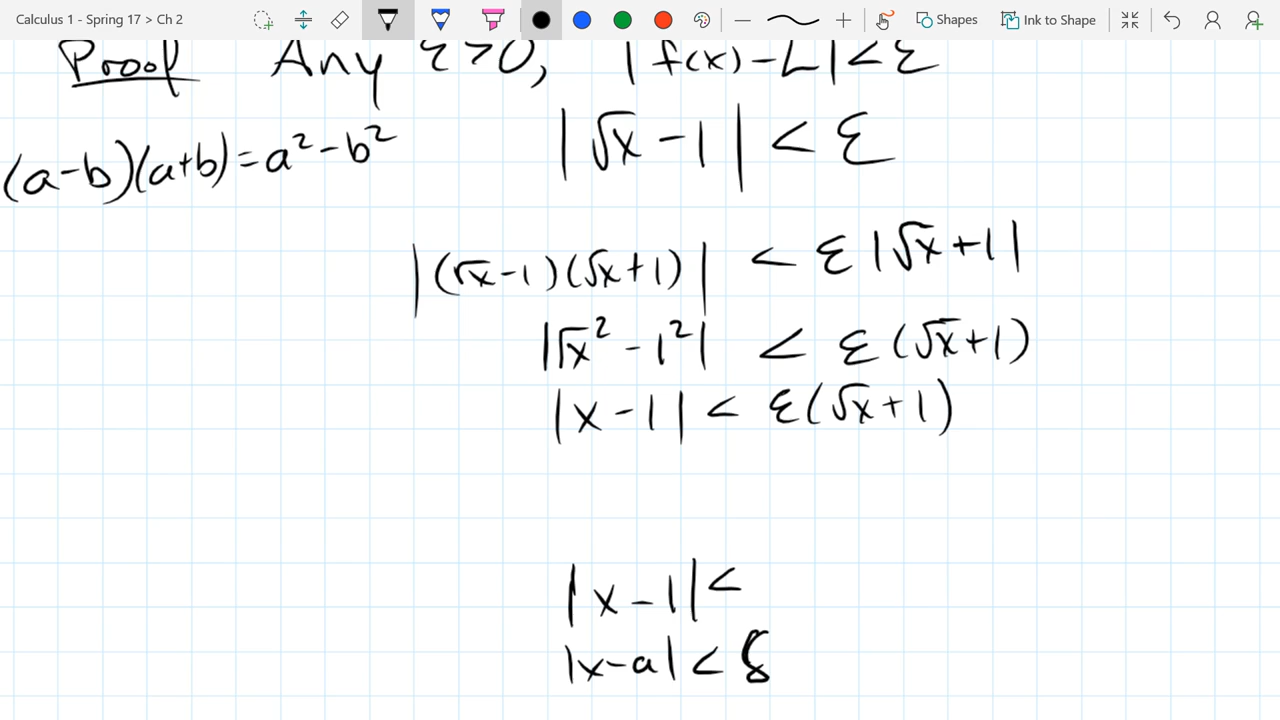 Calculus 1 - Spring 17 > Ch 2
Shapes
Ink to Shape
Proof Any ε>0, |f(x)-L|<ε
|√x -1| < ε
(a-b)(a+b)=a²-b²
|(√x-1)(√x+1)| < ε|√x+1|
|√x² - 1²| < ε(√x+1)
|x-1| < ε(√x+1)
|x-1| <
|x-a| < δ